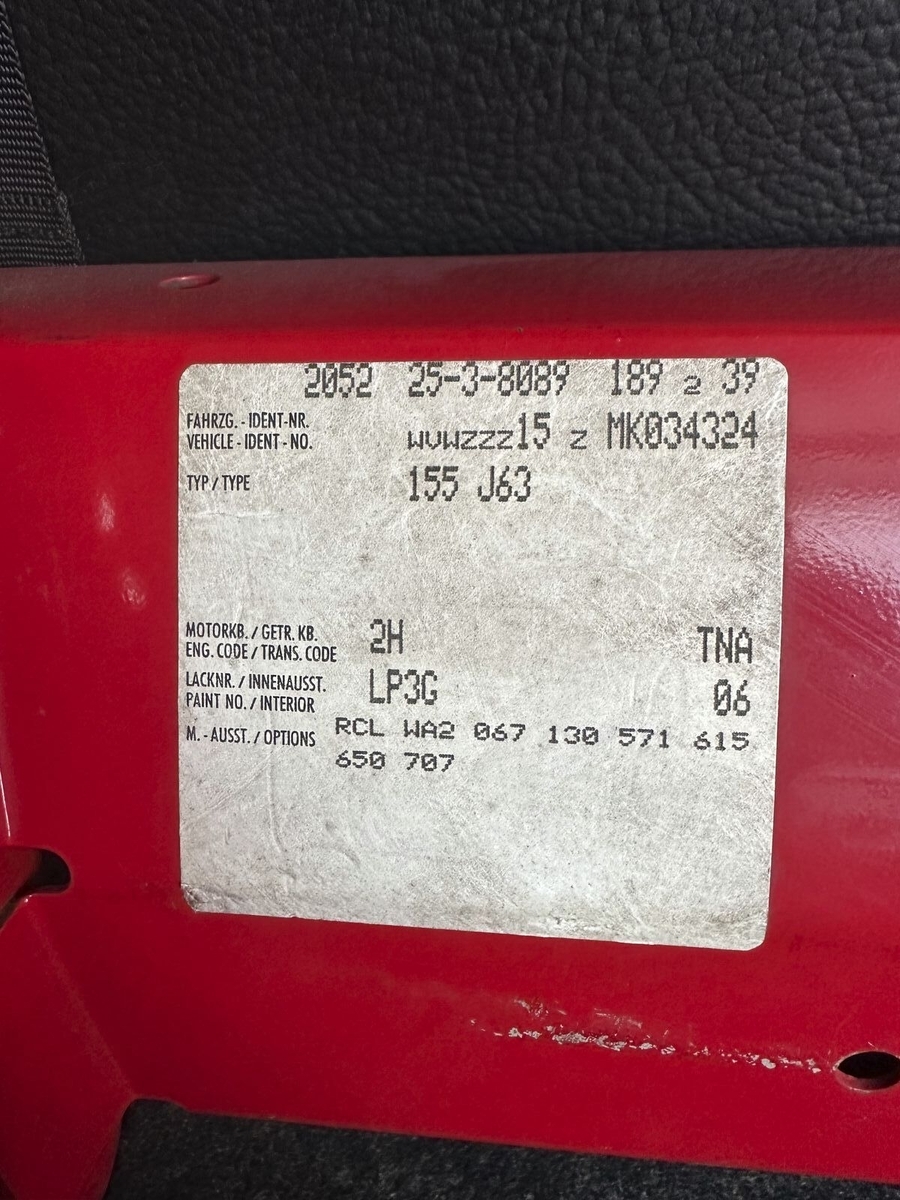 2052 25-3-8089 189 2 39
FAHRZG. - IDENT-NR.
VEHICLE - IDENT - NO. WVWZZZ15 Z MK034324
TYP / TYPE 155 J63
MOTORKB. / GETR. KB.
ENG. CODE / TRANS. CODE 2H TNA
LACKNR. / INNENAUSST.
PAINT NO. / INTERIOR LP3G 06
M. - AUSST. / OPTIONS RCL WA2 067 130 571 615
650 707